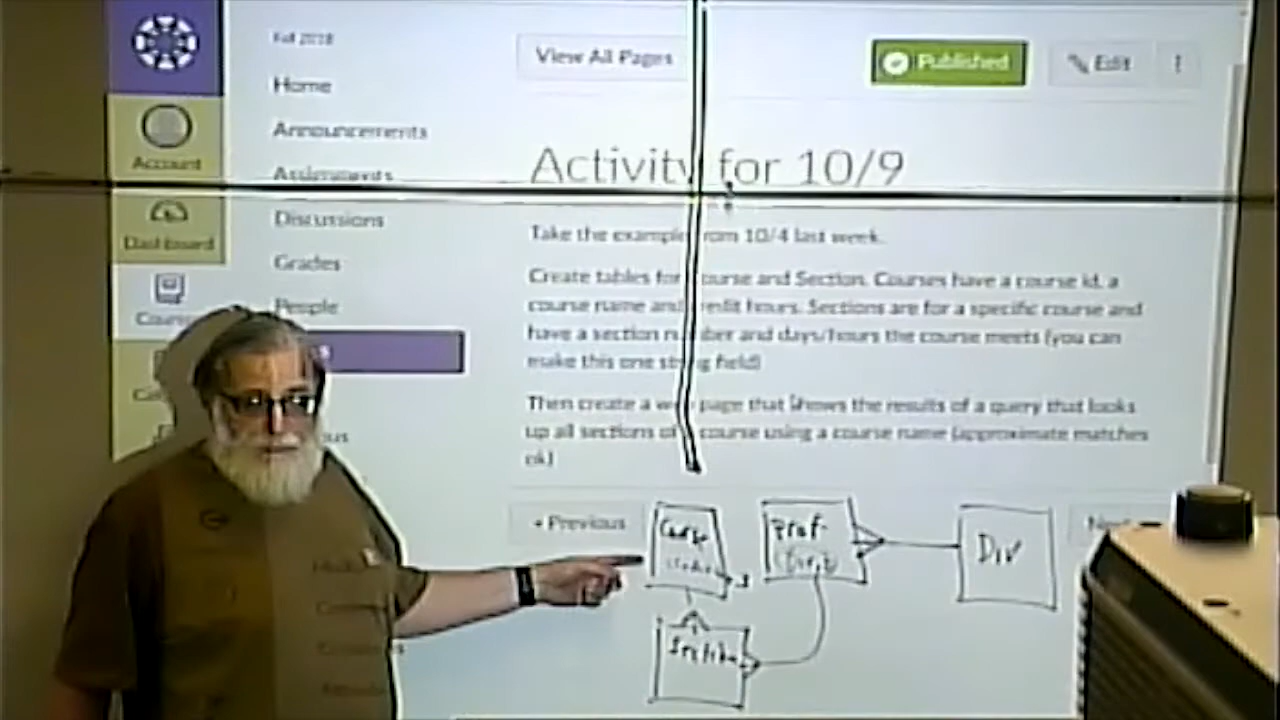 Fall 2018
Home
Announcements
Assignments
Discussions
Grades
People
Account
Dashboard
View All Pages
Published
Edit
Activity for 10/9
Take the example from 10/4 last week.
Create tables for Course and Section. Courses have a course id, a
course name and credit hours. Sections are for a specific course and
have a section number and days/hours the course meets (you can
make this one string field)
Then create a web page that shows the results of a query that looks
up all sections of a course using a course name (approximate matches
ok)
Previous
Prof
Div
Section